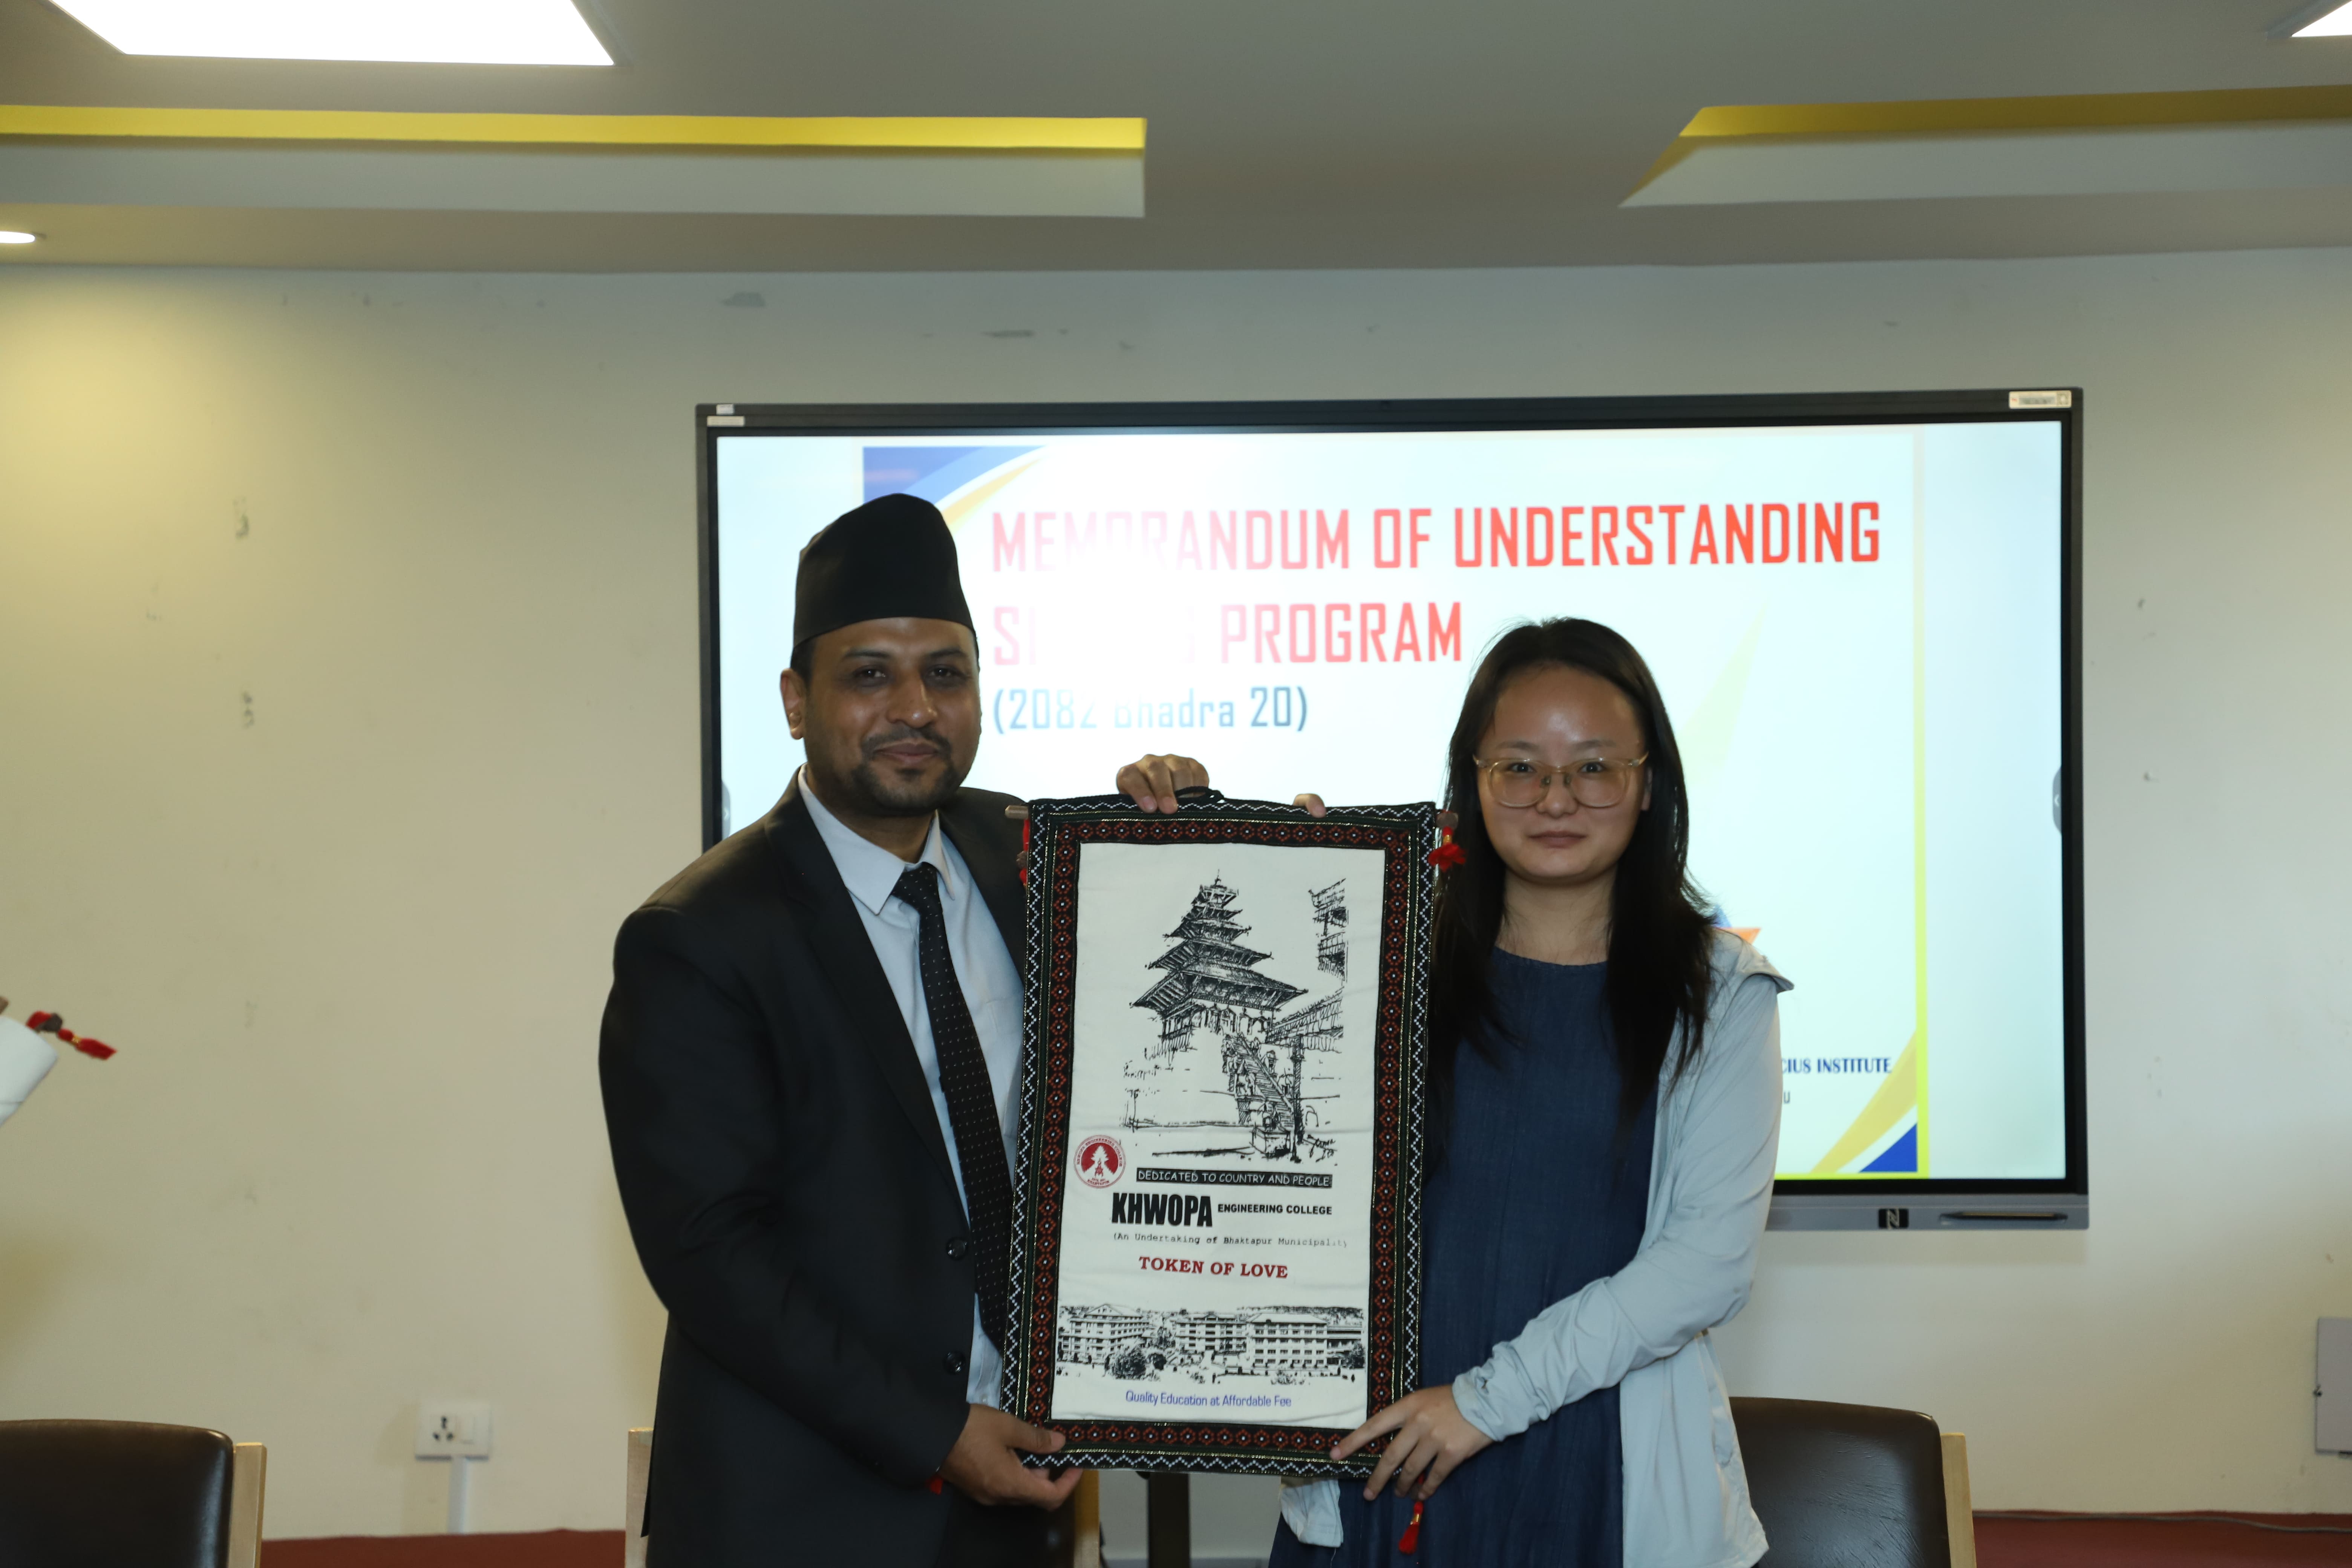 MEMORANDUM OF UNDERSTANDING
PROGRAM
(2082 Bhadra 20)
CIUS INSTITUTE
DEDICATED TO COUNTRY AND PEOPLE
KHWOPA ENGINEERING COLLEGE
(An Undertaking of Bhaktapur Municipality
TOKEN OF LOVE
Quality Education at Affordable Fee